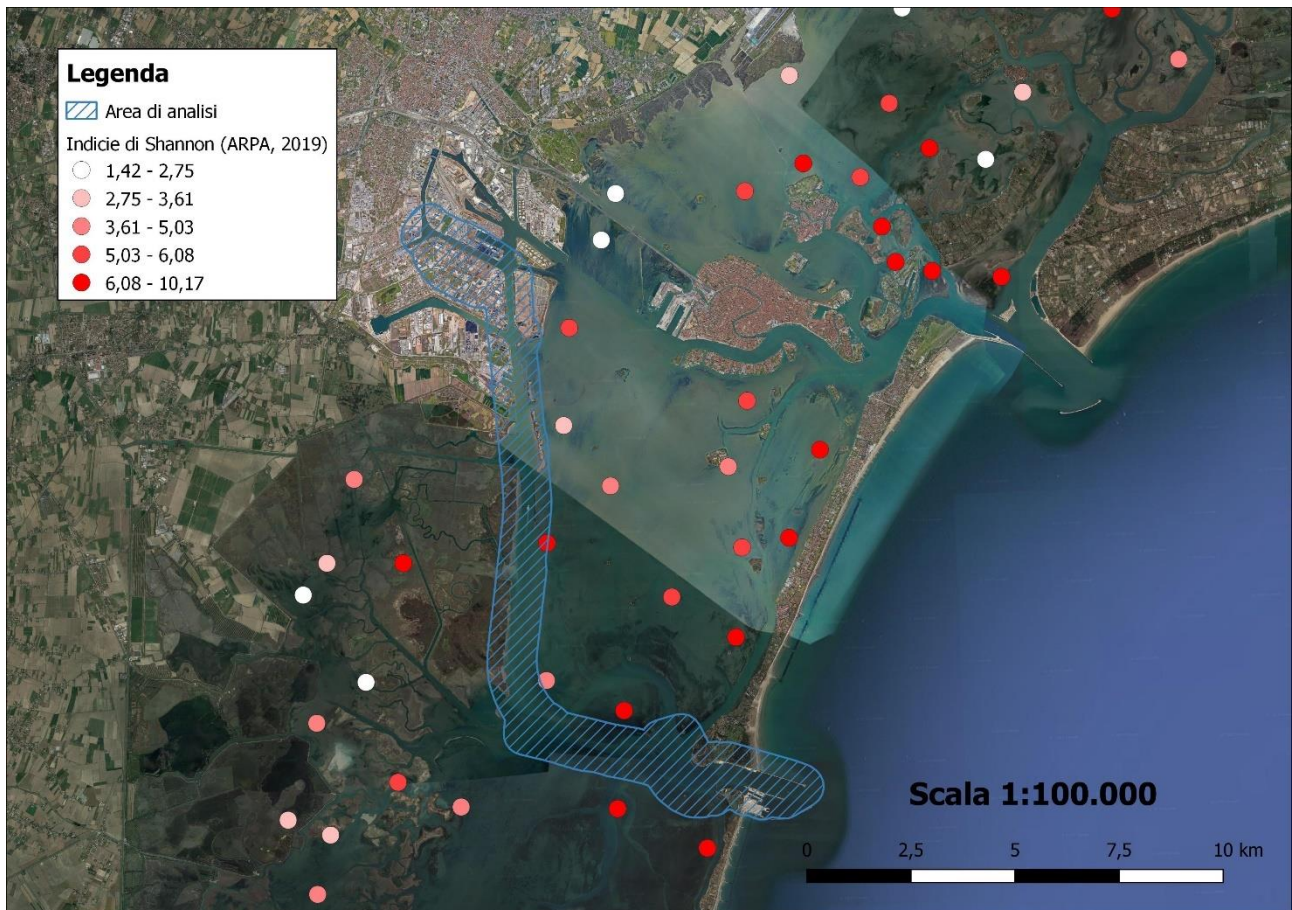 Legenda
Area di analisi
Indicie di Shannon (ARPA, 2019)
1,42 - 2,75
2,75 - 3,61
3,61 - 5,03
5,03 - 6,08
6,08 - 10,17
Scala 1:100.000
0 2,5 5 7,5 10 km